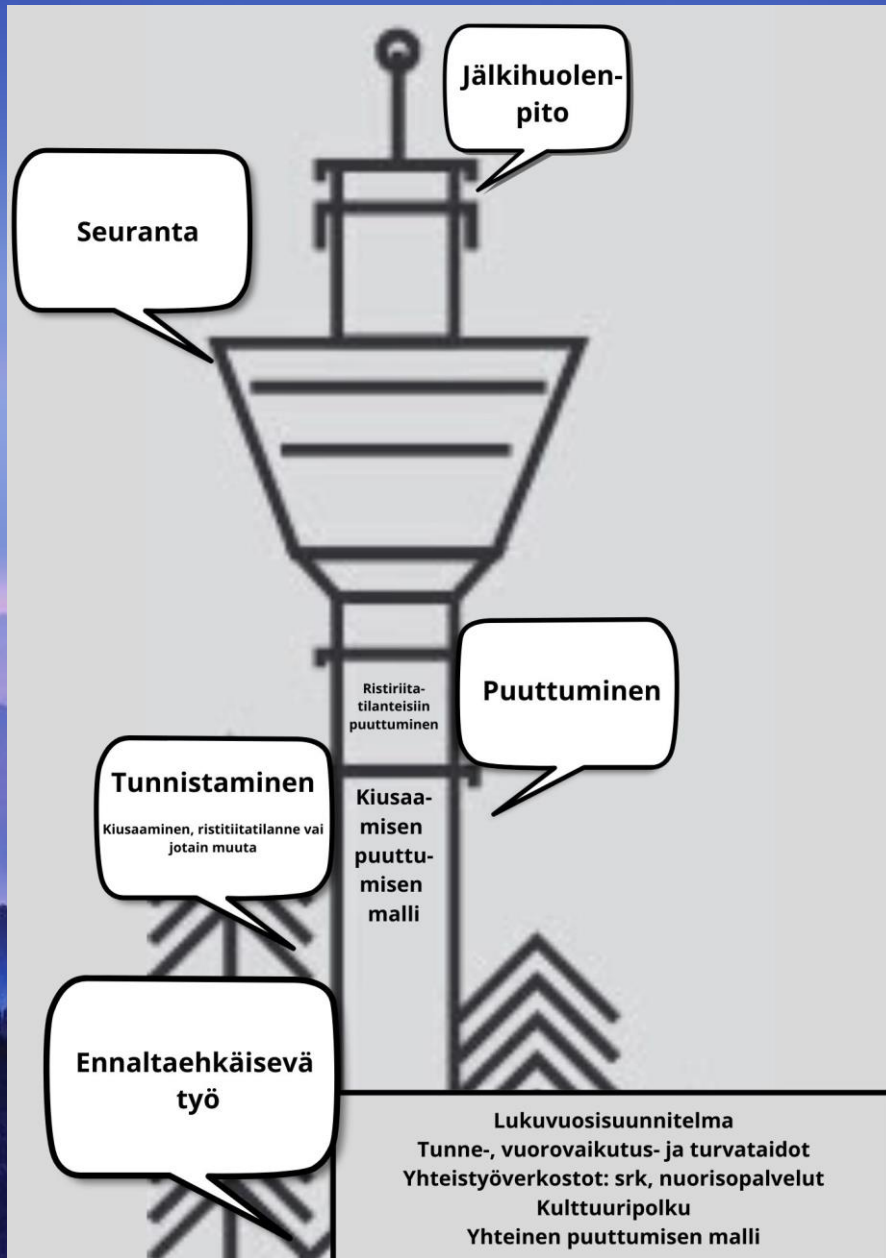 Jälkihuolen-
pito
Seuranta
Ristiriita-
tilanteisiin
puuttuminen
Puuttuminen
Tunnistaminen
Kiusaaminen, ristitiitatilanne vai
jotain muuta
Kiusaa-
misen
puuttu-
misen
malli
Ennaltaehkäisevä
työ
Lukuvuosisuunnitelma
Tunne-, vuorovaikutus- ja turvataidot
Yhteistyöverkostot: srk, nuorisopalvelut
Kulttuuripolku
Yhteinen puuttumisen malli